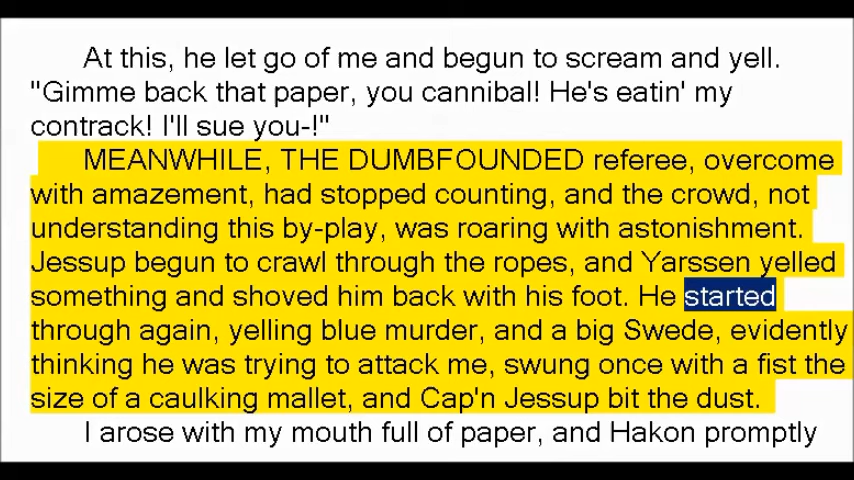 At this, he let go of me and begun to scream and yell.
"Gimme back that paper, you cannibal! He's eatin' my
contrack! I'll sue you-!"
MEANWHILE, THE DUMBFOUNDED referee, overcome
with amazement, had stopped counting, and the crowd, not
understanding this by-play, was roaring with astonishment.
Jessup begun to crawl through the ropes, and Yarssen yelled
something and shoved him back with his foot. He started
through again, yelling blue murder, and a big Swede, evidently
thinking he was trying to attack me, swung once with a fist the
size of a caulking mallet, and Cap'n Jessup bit the dust.
I arose with my mouth full of paper, and Hakon promptly